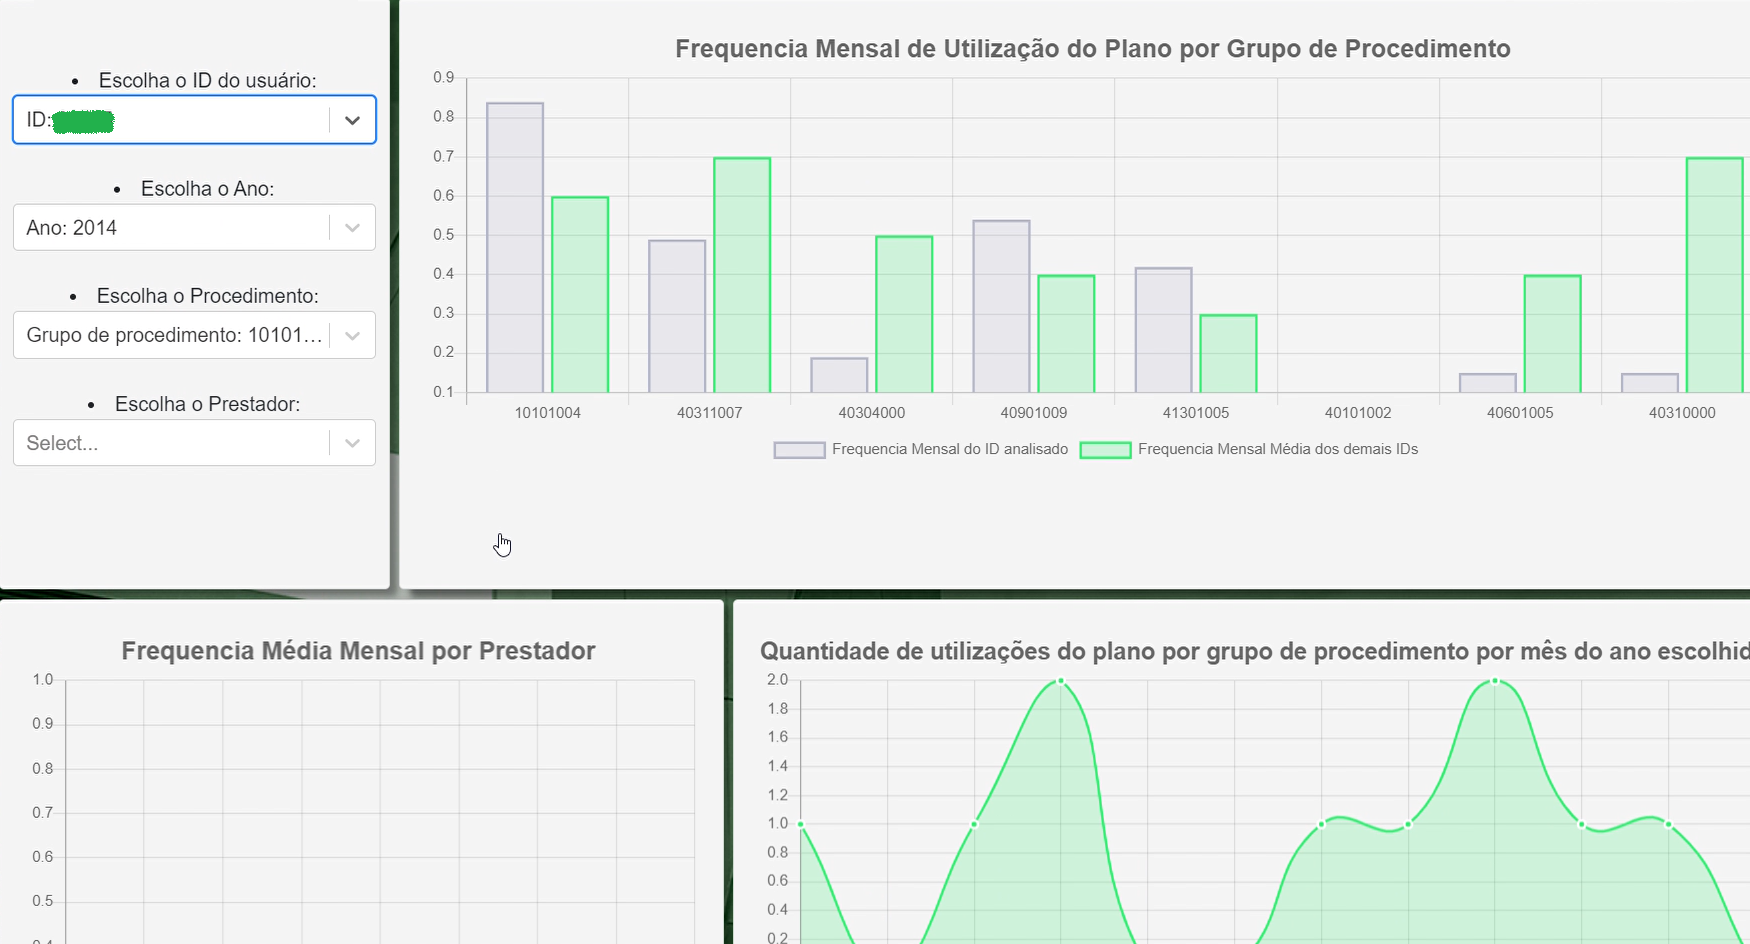 Escolha o ID do usuário:
ID:
Escolha o Ano:
Ano: 2014
Escolha o Procedimento:
Grupo de procedimento: 10101...
Escolha o Prestador:
Select...
Frequencia Mensal de Utilização do Plano por Grupo de Procedimento
0.9
0.8
0.7
0.6
0.5
0.4
0.3
0.2
0.1
10101004 40311007 40304000 40901009 41301005 40101002 40601005 40310000
Frequencia Mensal do ID analisado Frequencia Mensal Média dos demais IDs
Frequencia Média Mensal por Prestador
1.0
0.9
0.8
0.7
0.6
0.5
Quantidade de utilizações do plano por grupo de procedimento por mês do ano escolhid
2.0
1.8
1.6
1.4
1.2
1.0
0.8
0.6
0.4
0.2